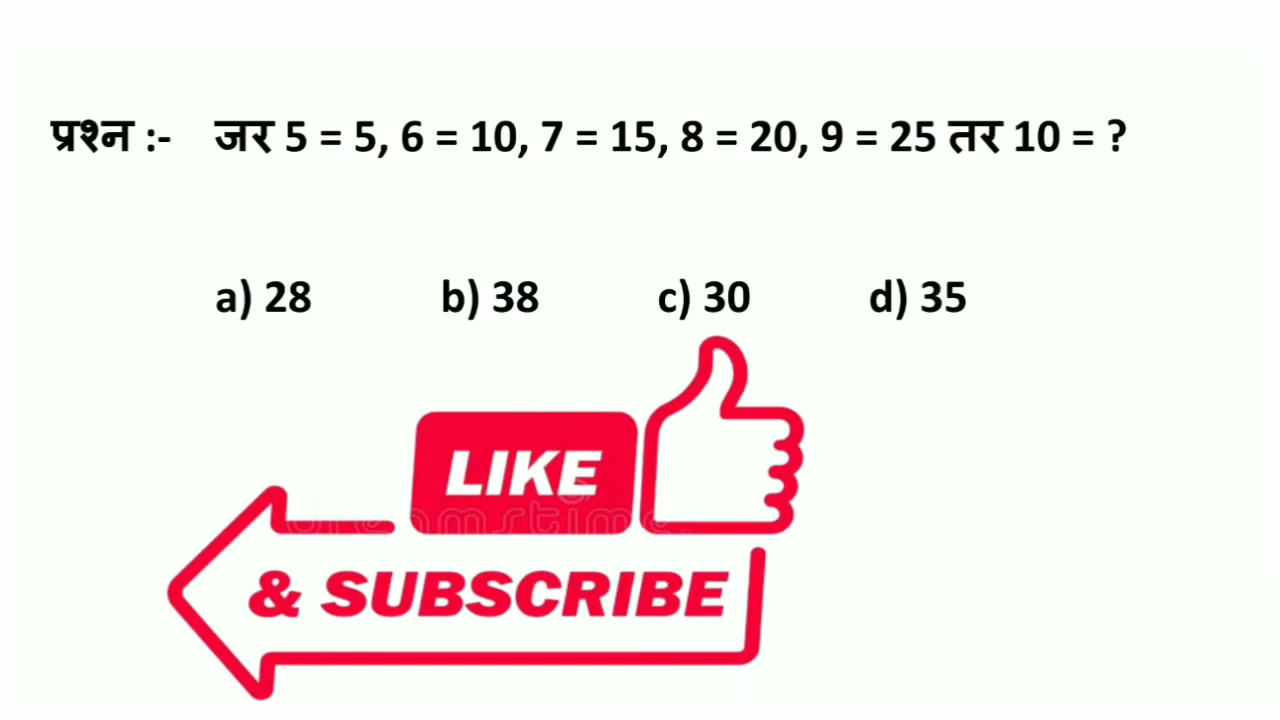 प्रश्न :- जर 5 = 5, 6 = 10, 7 = 15, 8 = 20, 9 = 25 तर 10 = ?
a) 28 b) 38 c) 30 d) 35
LIKE
dreamstime.
& SUBSCRIBE